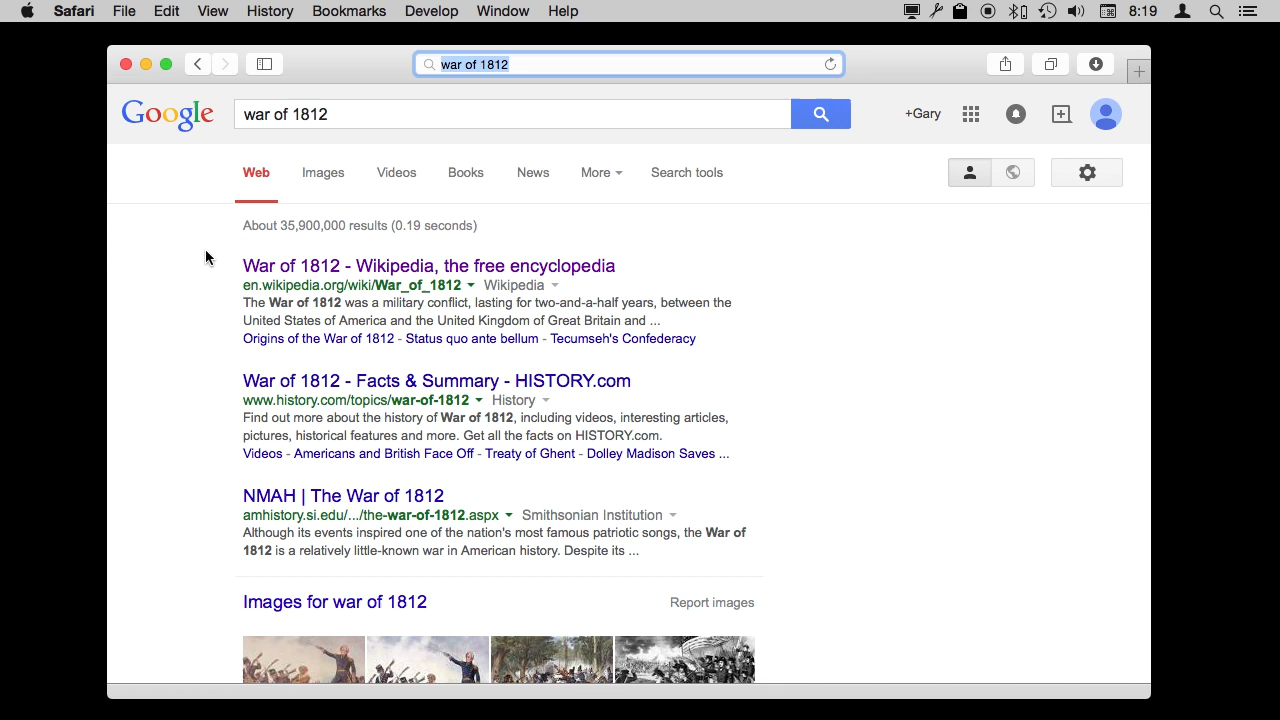 Safari File Edit View History Bookmarks Develop Window Help 8:19
war of 1812
Google war of 1812 +Gary
Web Images Videos Books News More Search tools
About 35,900,000 results (0.19 seconds)
War of 1812 - Wikipedia, the free encyclopedia
en.wikipedia.org/wiki/War_of_1812 Wikipedia
The War of 1812 was a military conflict, lasting for two-and-a-half years, between the
United States of America and the United Kingdom of Great Britain and ...
Origins of the War of 1812 - Status quo ante bellum - Tecumseh's Confederacy
War of 1812 - Facts & Summary - HISTORY.com
www.history.com/topics/war-of-1812 History
Find out more about the history of War of 1812, including videos, interesting articles,
pictures, historical features and more. Get all the facts on HISTORY.com.
Videos - Americans and British Face Off - Treaty of Ghent - Dolley Madison Saves ...
NMAH | The War of 1812
amhistory.si.edu/.../the-war-of-1812.aspx Smithsonian Institution
Although its events inspired one of the nation's most famous patriotic songs, the War of
1812 is a relatively little-known war in American history. Despite its ...
Images for war of 1812 Report images